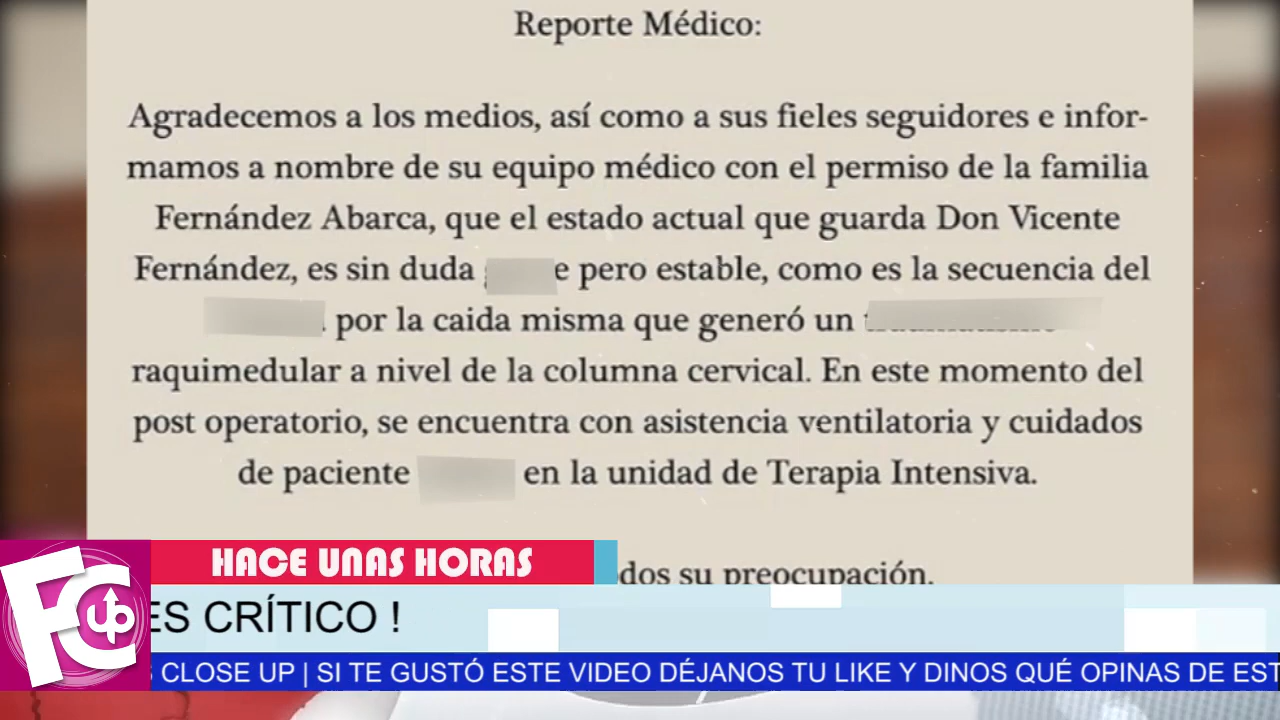 Reporte Médico:
Agradecemos a los medios, así como a sus fieles seguidores e infor-
mamos a nombre de su equipo médico con el permiso de la familia
Fernández Abarca, que el estado actual que guarda Don Vicente
Fernández, es sin duda e pero estable, como es la secuencia del
por la caida misma que generó un
raquimedular a nivel de la columna cervical. En este momento del
post operatorio, se encuentra con asistencia ventilatoria y cuidados
de paciente en la unidad de Terapia Intensiva.
dos su preocupación.
HACE UNAS HORAS
ES CRÍTICO !
FC up
CLOSE UP | SI TE GUSTÓ ESTE VIDEO DÉJANOS TU LIKE Y DINOS QUÉ OPINAS DE EST